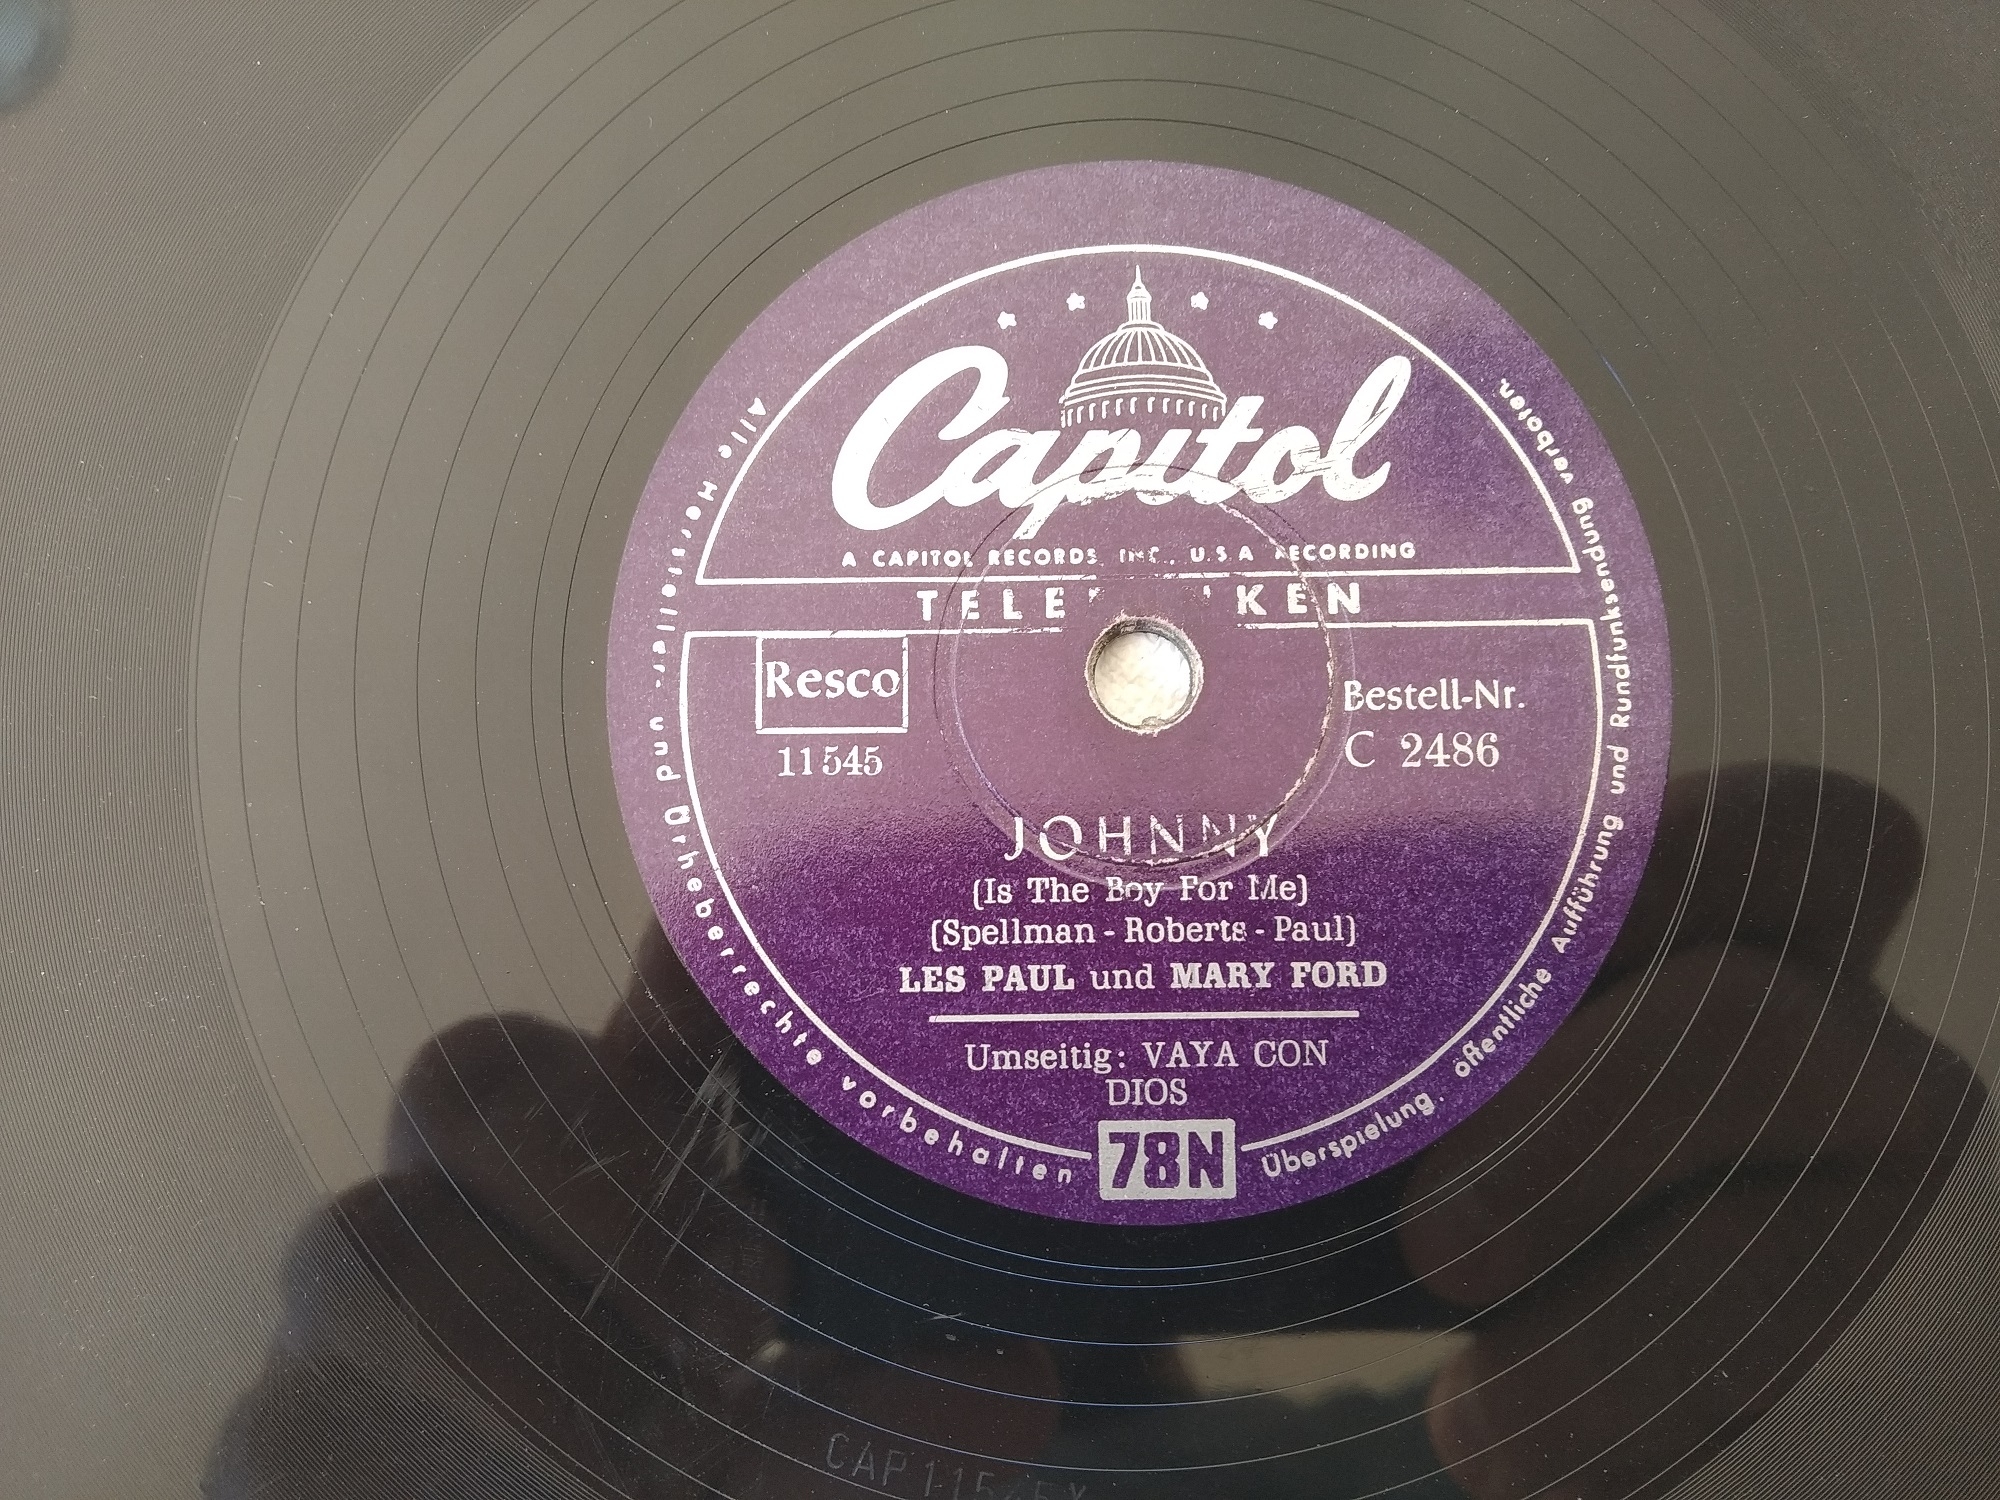 Capitol
A CAPITOL RECORDS, INC., U.S.A. RECORDING
Resco
11545
Bestell-Nr.
C 2486
JOHNNY
(Is The Boy For Me)
(Spellman - Roberts - Paul)
LES PAUL und MARY FORD
Umseitig: VAYA CON
DIOS
78N
Alle Hersteller- und Urheberrechte vorbehalten
Überspielung, öffentliche Aufführung und Rundfunksendung verboten.